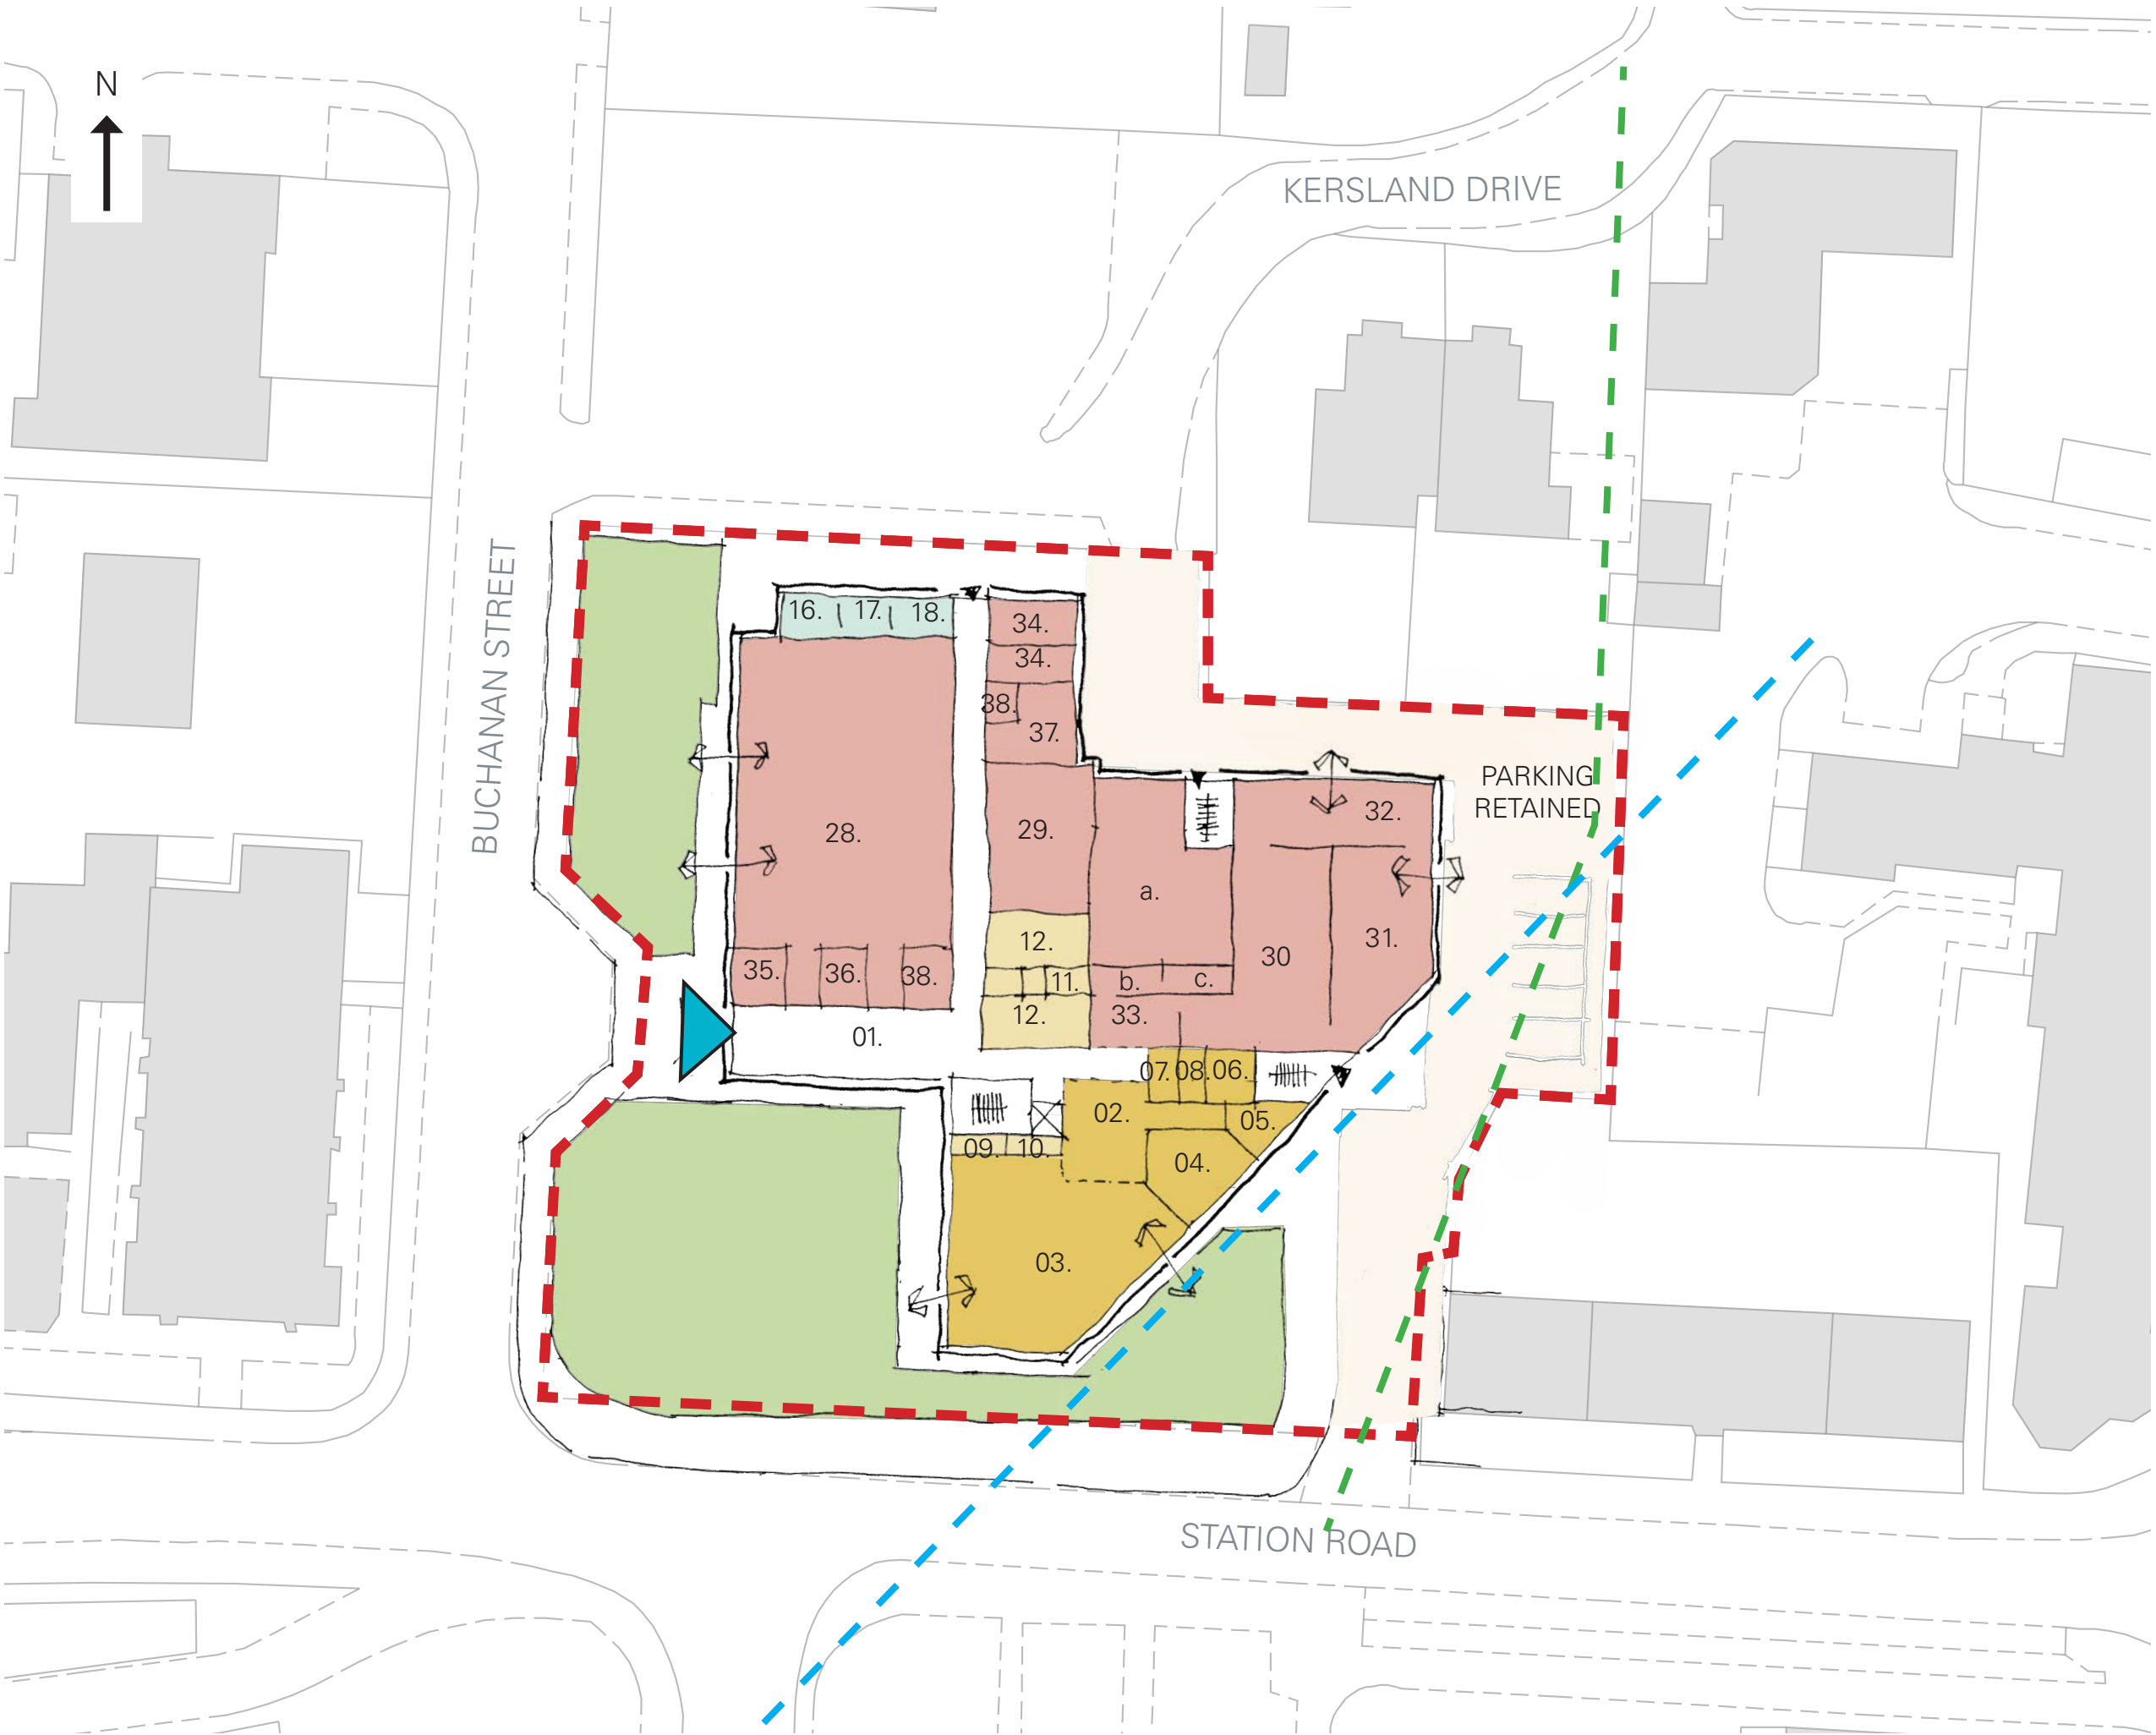 N
KERSLAND DRIVE
BUCHANAN STREET
16. 17. 18.
34.
34.
38.
37.
PARKING
RETAINED
28.
29.
32.
a.
12.
30
31.
35. 36. 38.
11.
b. c.
12.
33.
01.
07. 08. 06.
02.
05.
09. 10.
04.
03.
STATION ROAD